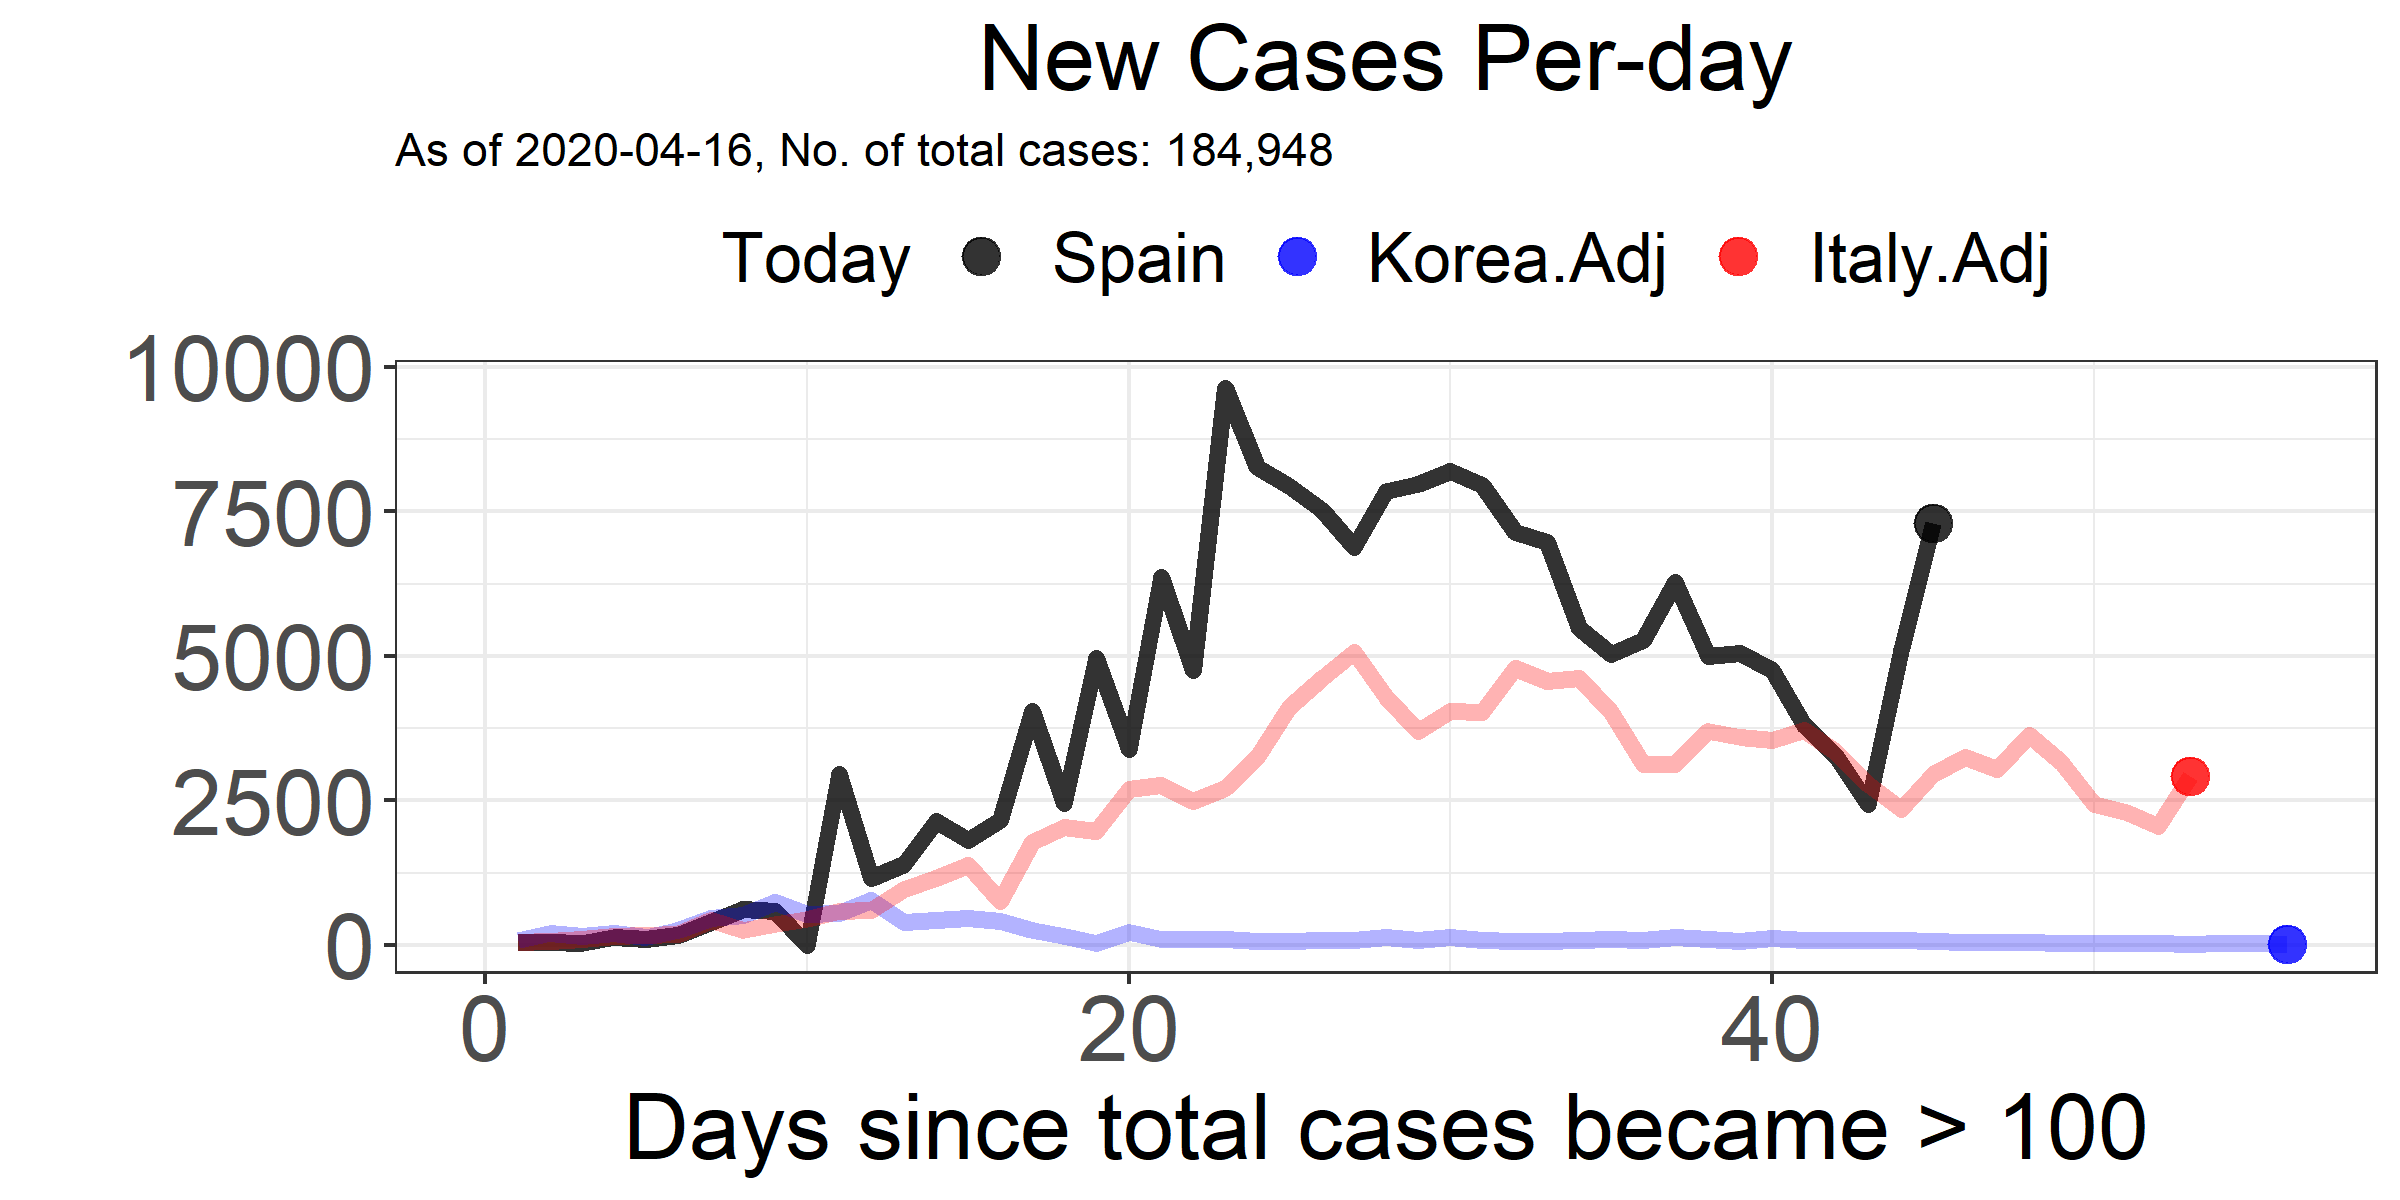 New Cases Per-day
As of 2020-04-16, No. of total cases: 184,948
Today Spain Korea.Adj Italy.Adj
10000
7500
5000
2500
0
0 20 40
Days since total cases became > 100